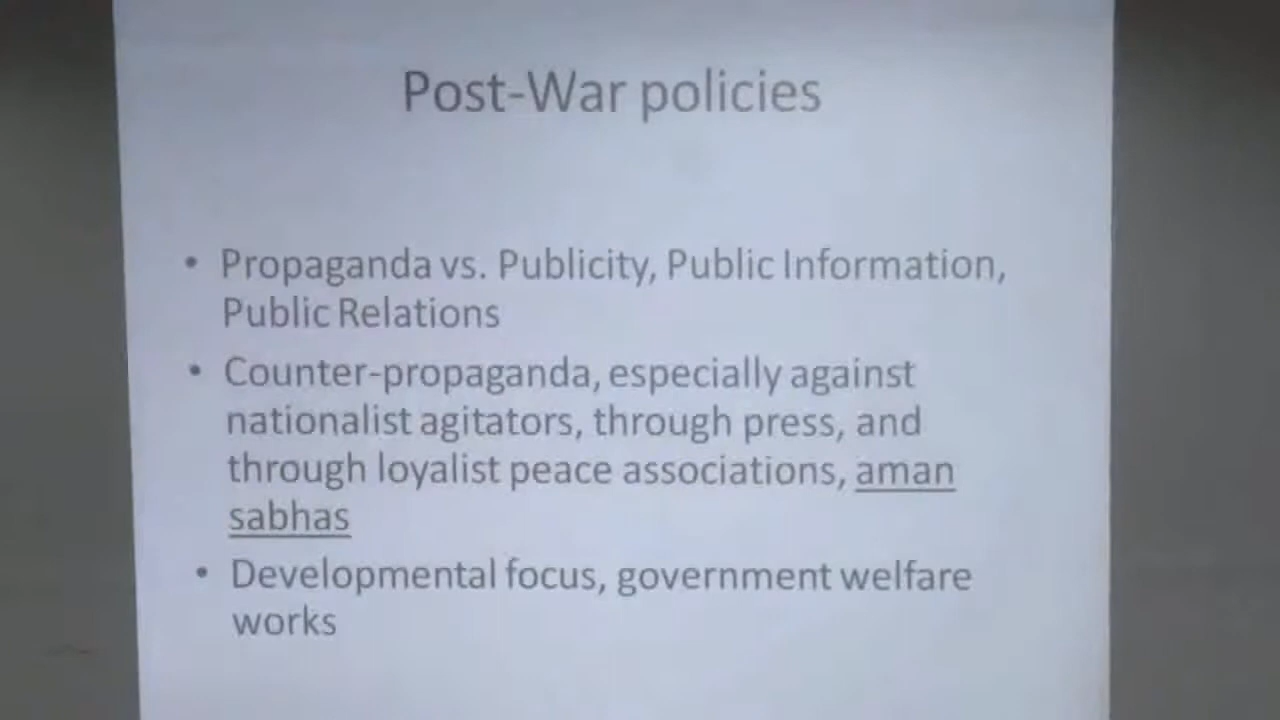 Post-War policies
• Propaganda vs. Publicity, Public Information,
Public Relations
• Counter-propaganda, especially against
nationalist agitators, through press, and
through loyalist peace associations, aman
sabhas
• Developmental focus, government welfare
works